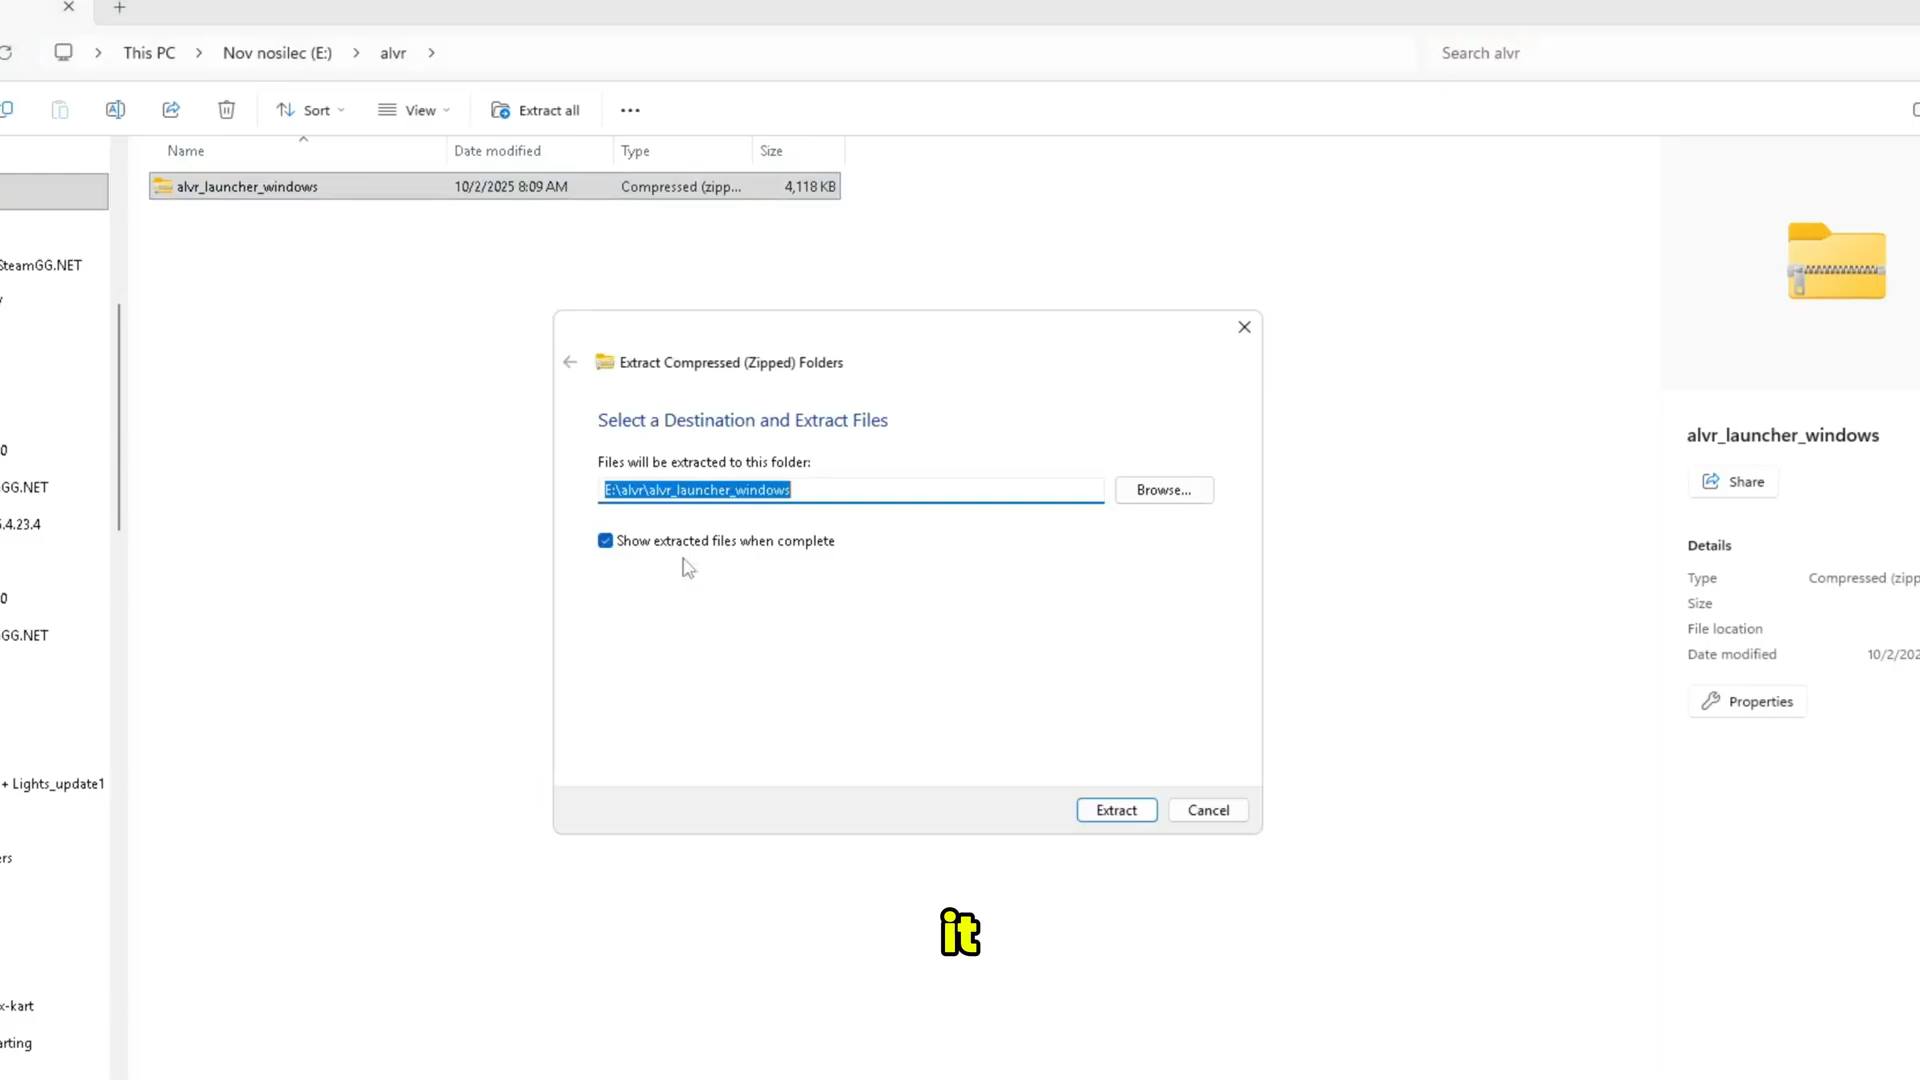 This PC
Nov nosilec (E:)
alvr
Search alvr
Sort
View
Extract all
Name
Date modified
Type
Size
alvr_launcher_windows
10/2/2025 8:09 AM
Compressed (zipp...
4,118 KB
SteamGG.NET
0
GG.NET
.4.23.4
0
GG.NET
+ Lights_update1
ers
x-kart
arting
Extract Compressed (Zipped) Folders
Select a Destination and Extract Files
Files will be extracted to this folder:
E:\alvr\alvr_launcher_windows
Browse...
Show extracted files when complete
Extract
Cancel
alvr_launcher_windows
Share
Details
Type
Compressed (zipp
Size
File location
Date modified
10/2/202
Properties
it